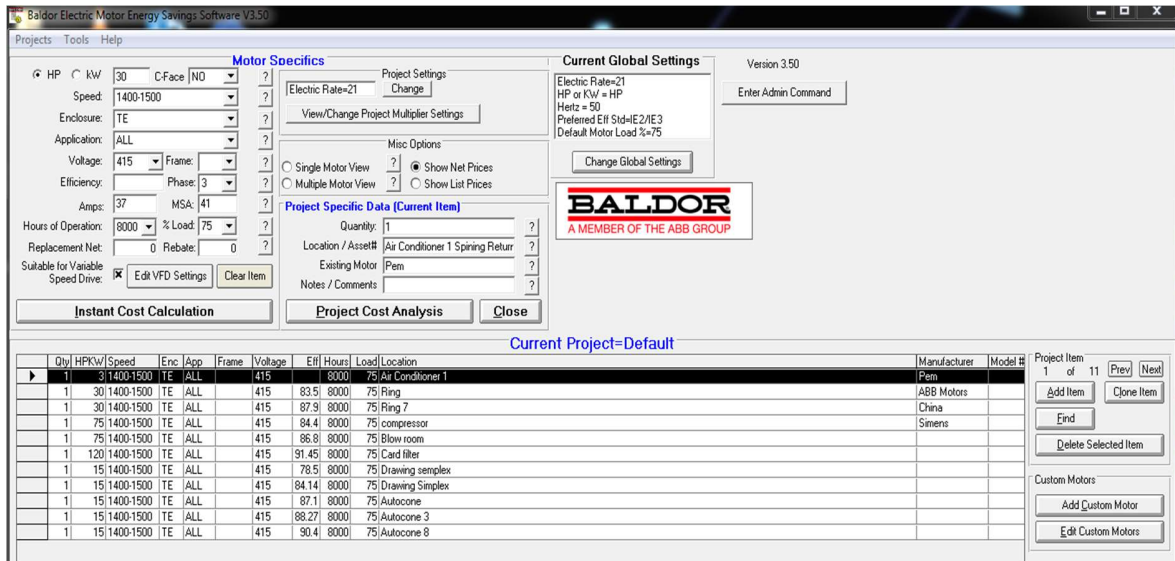 Baldor Electric Motor Energy Savings Software V3.50
Projects Tools Help
Motor Specifics
HP kW 30 C-Face NO ?
Speed: 1400-1500 ?
Enclosure: TE ?
Application: ALL ?
Voltage: 415 Frame: ?
Efficiency: Phase: 3 ?
Amps: 37 MSA: 41 ?
Hours of Operation: 8000 % Load: 75 ?
Replacement Net: 0 Rebate: 0 ?
Suitable for Variable
Speed Drive: Edit VFD Settings Clear Item
Instant Cost Calculation
Project Settings
Electric Rate=21 Change
View/Change Project Multiplier Settings
Misc Options
Single Motor View ? Show Net Prices
Multiple Motor View ? Show List Prices
Project Specific Data (Current Item)
Quantity: 1 ?
Location / Asset# Air Conditioner 1 Spining Returr ?
Existing Motor Pem ?
Notes / Comments ?
Project Cost Analysis Close
Current Global Settings
Electric Rate=21
HP or KW = HP
Hertz = 50
Preferred Eff Std=IE2/IE3
Default Motor Load %=75
Change Global Settings
BALDOR
A MEMBER OF THE ABB GROUP
Version 3.50
Enter Admin Command
Current Project=Default
Qty HPKW Speed Enc App Frame Voltage Eff Hours Load Location Manufacturer Model #
1 3 1400-1500 TE ALL 415 8000 75 Air Conditioner 1 Pem
1 30 1400-1500 TE ALL 415 83.5 8000 75 Ring ABB Motors
1 30 1400-1500 TE ALL 415 87.9 8000 75 Ring 7 China
1 75 1400-1500 TE ALL 415 84.4 8000 75 compressor Simens
1 75 1400-1500 TE ALL 415 86.8 8000 75 Blow room
1 120 1400-1500 TE ALL 415 91.45 8000 75 Card filter
1 15 1400-1500 TE ALL 415 78.5 8000 75 Drawing semplex
1 15 1400-1500 TE ALL 415 84.14 8000 75 Drawing Simplex
1 15 1400-1500 TE ALL 415 87.1 8000 75 Autocone
1 15 1400-1500 TE ALL 415 88.27 8000 75 Autocone 3
1 15 1400-1500 TE ALL 415 90.4 8000 75 Autocone 8
Project Item
1 of 11 Prev Next
Add Item Clone Item
Find
Delete Selected Item
Custom Motors
Add Custom Motor
Edit Custom Motors